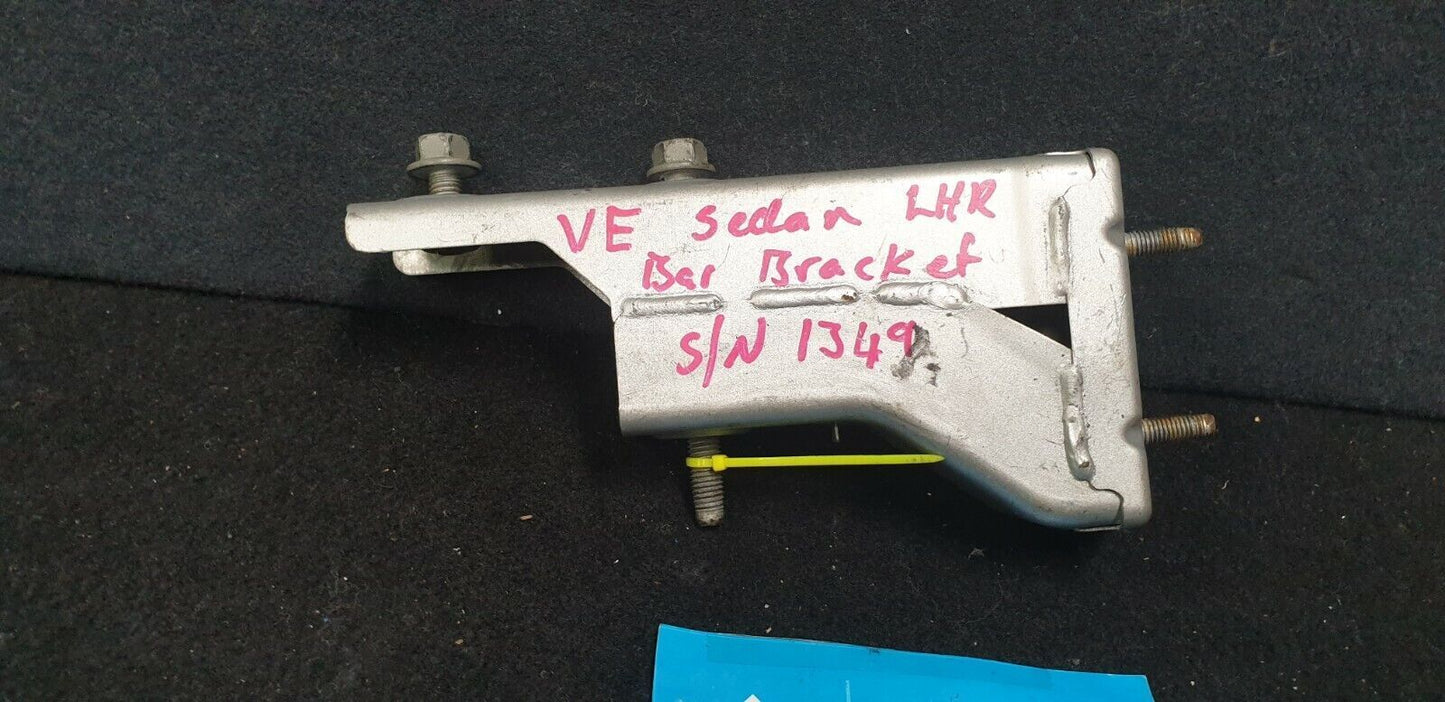 VE Sedan LHR
Bar Bracket
S/N 1349